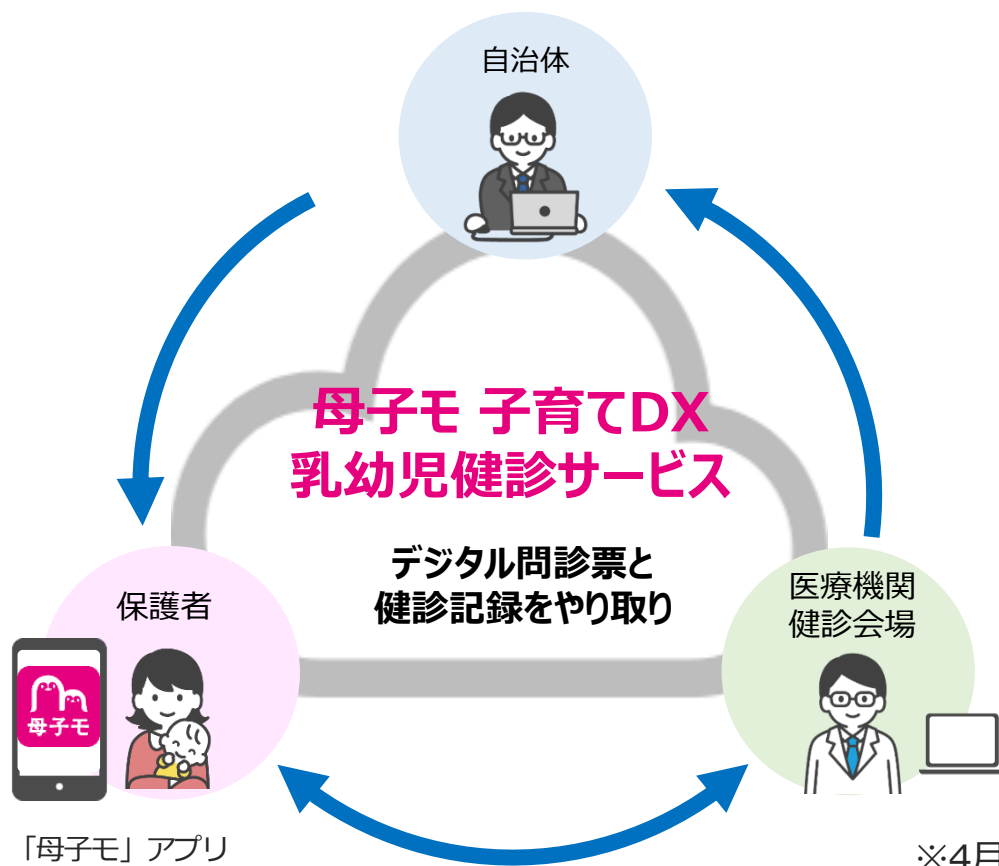 自治体
母子モ 子育てDX
乳幼児健診サービス
デジタル問診票と
健診記録をやり取り
保護者
医療機関
健診会場
母子モ
「母子モ」アプリ
※4月